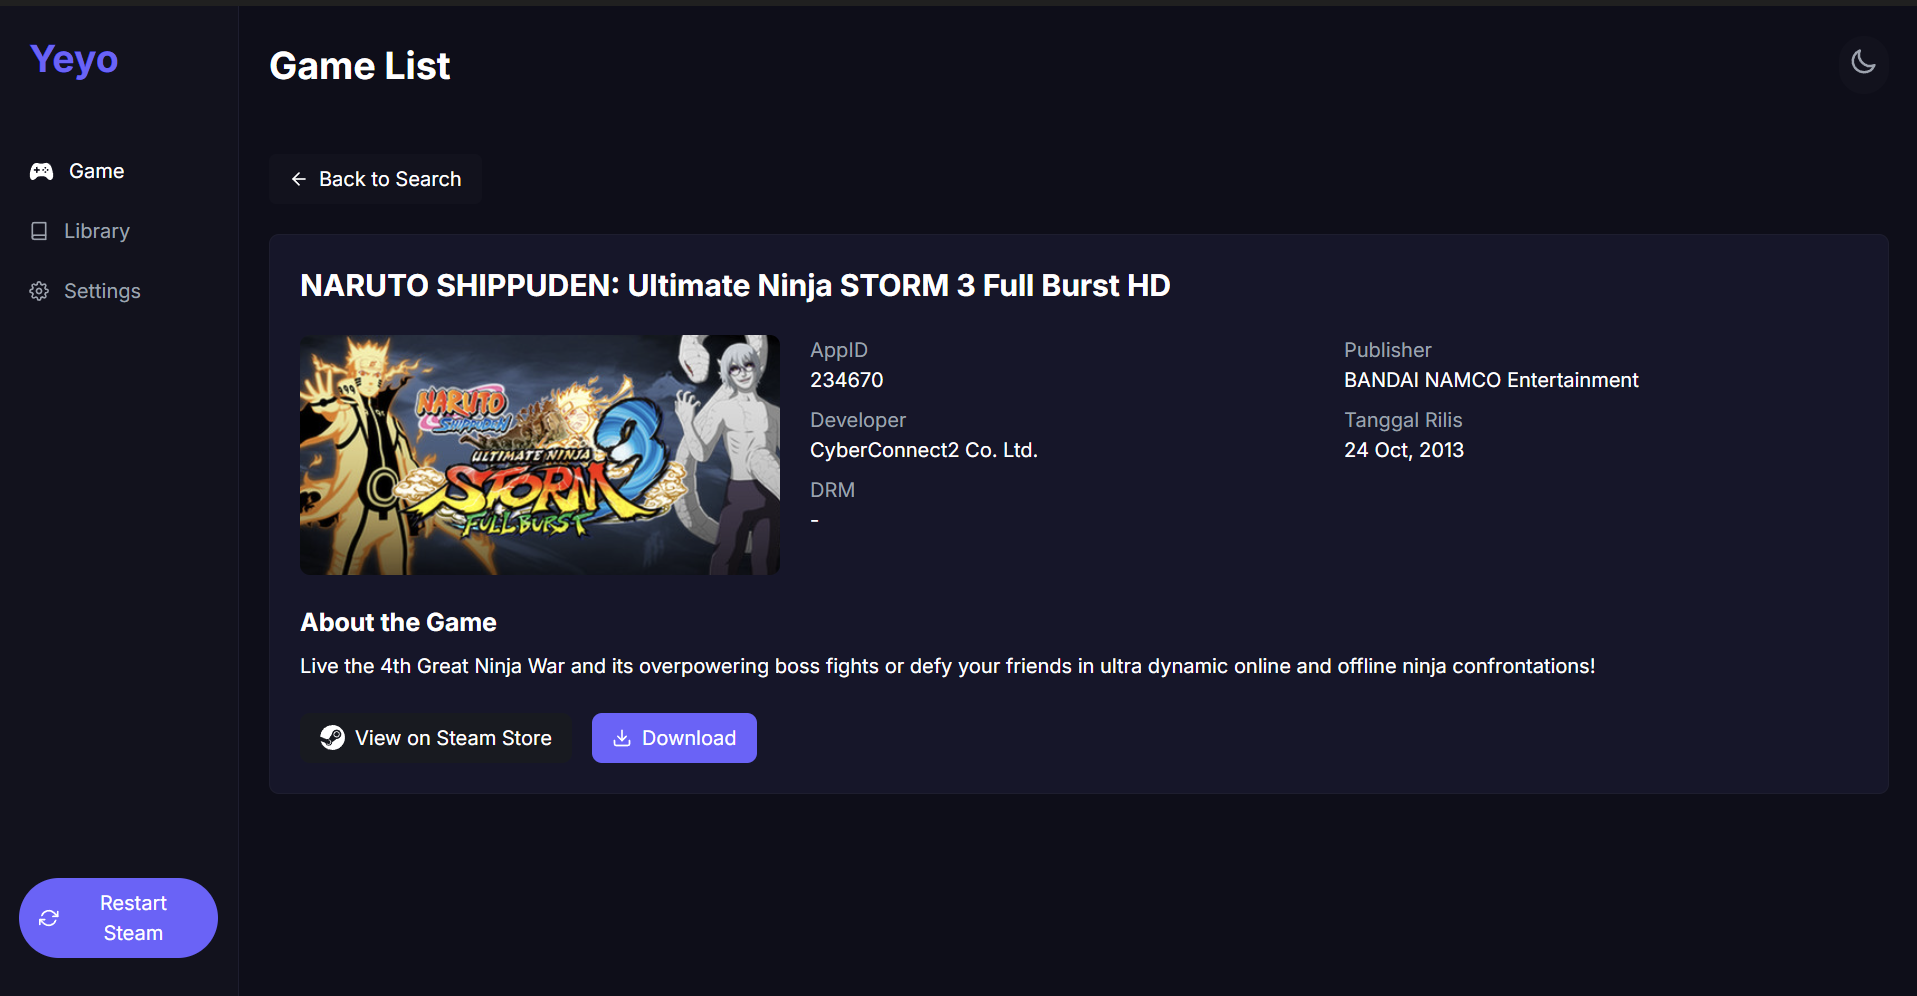 Yeyo
Game List
Game
Library
Settings
Back to Search
NARUTO SHIPPUDEN: Ultimate Ninja STORM 3 Full Burst HD
NARUTO
SHIPPUDEN
ULTIMATE NINJA
STORM 3
FULL BURST
AppID
234670
Publisher
BANDAI NAMCO Entertainment
Developer
CyberConnect2 Co. Ltd.
Tanggal Rilis
24 Oct, 2013
DRM
-
About the Game
Live the 4th Great Ninja War and its overpowering boss fights or defy your friends in ultra dynamic online and offline ninja confrontations!
View on Steam Store
Download
Restart
Steam